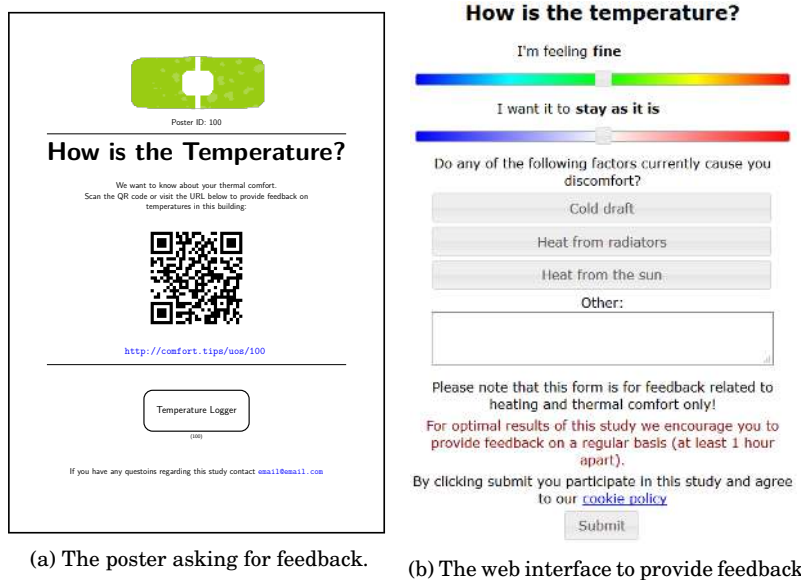 Poster ID: 100
How is the Temperature?
We want to know about your thermal comfort.
Scan the QR code or visit the URL below to provide feedback on
temperatures in this building:
http://comfort.tips/uos/100
Temperature Logger
(100)
If you have any questoins regarding this study contact email@email.com
(a) The poster asking for feedback.
How is the temperature?
I'm feeling fine
I want it to stay as it is
Do any of the following factors currently cause you
discomfort?
Cold draft
Heat from radiators
Heat from the sun
Other:
Please note that this form is for feedback related to
heating and thermal comfort only!
For optimal results of this study we encourage you to
provide feedback on a regular basis (at least 1 hour
apart).
By clicking submit you participate in this study and agree
to our cookie policy
Submit
(b) The web interface to provide feedback